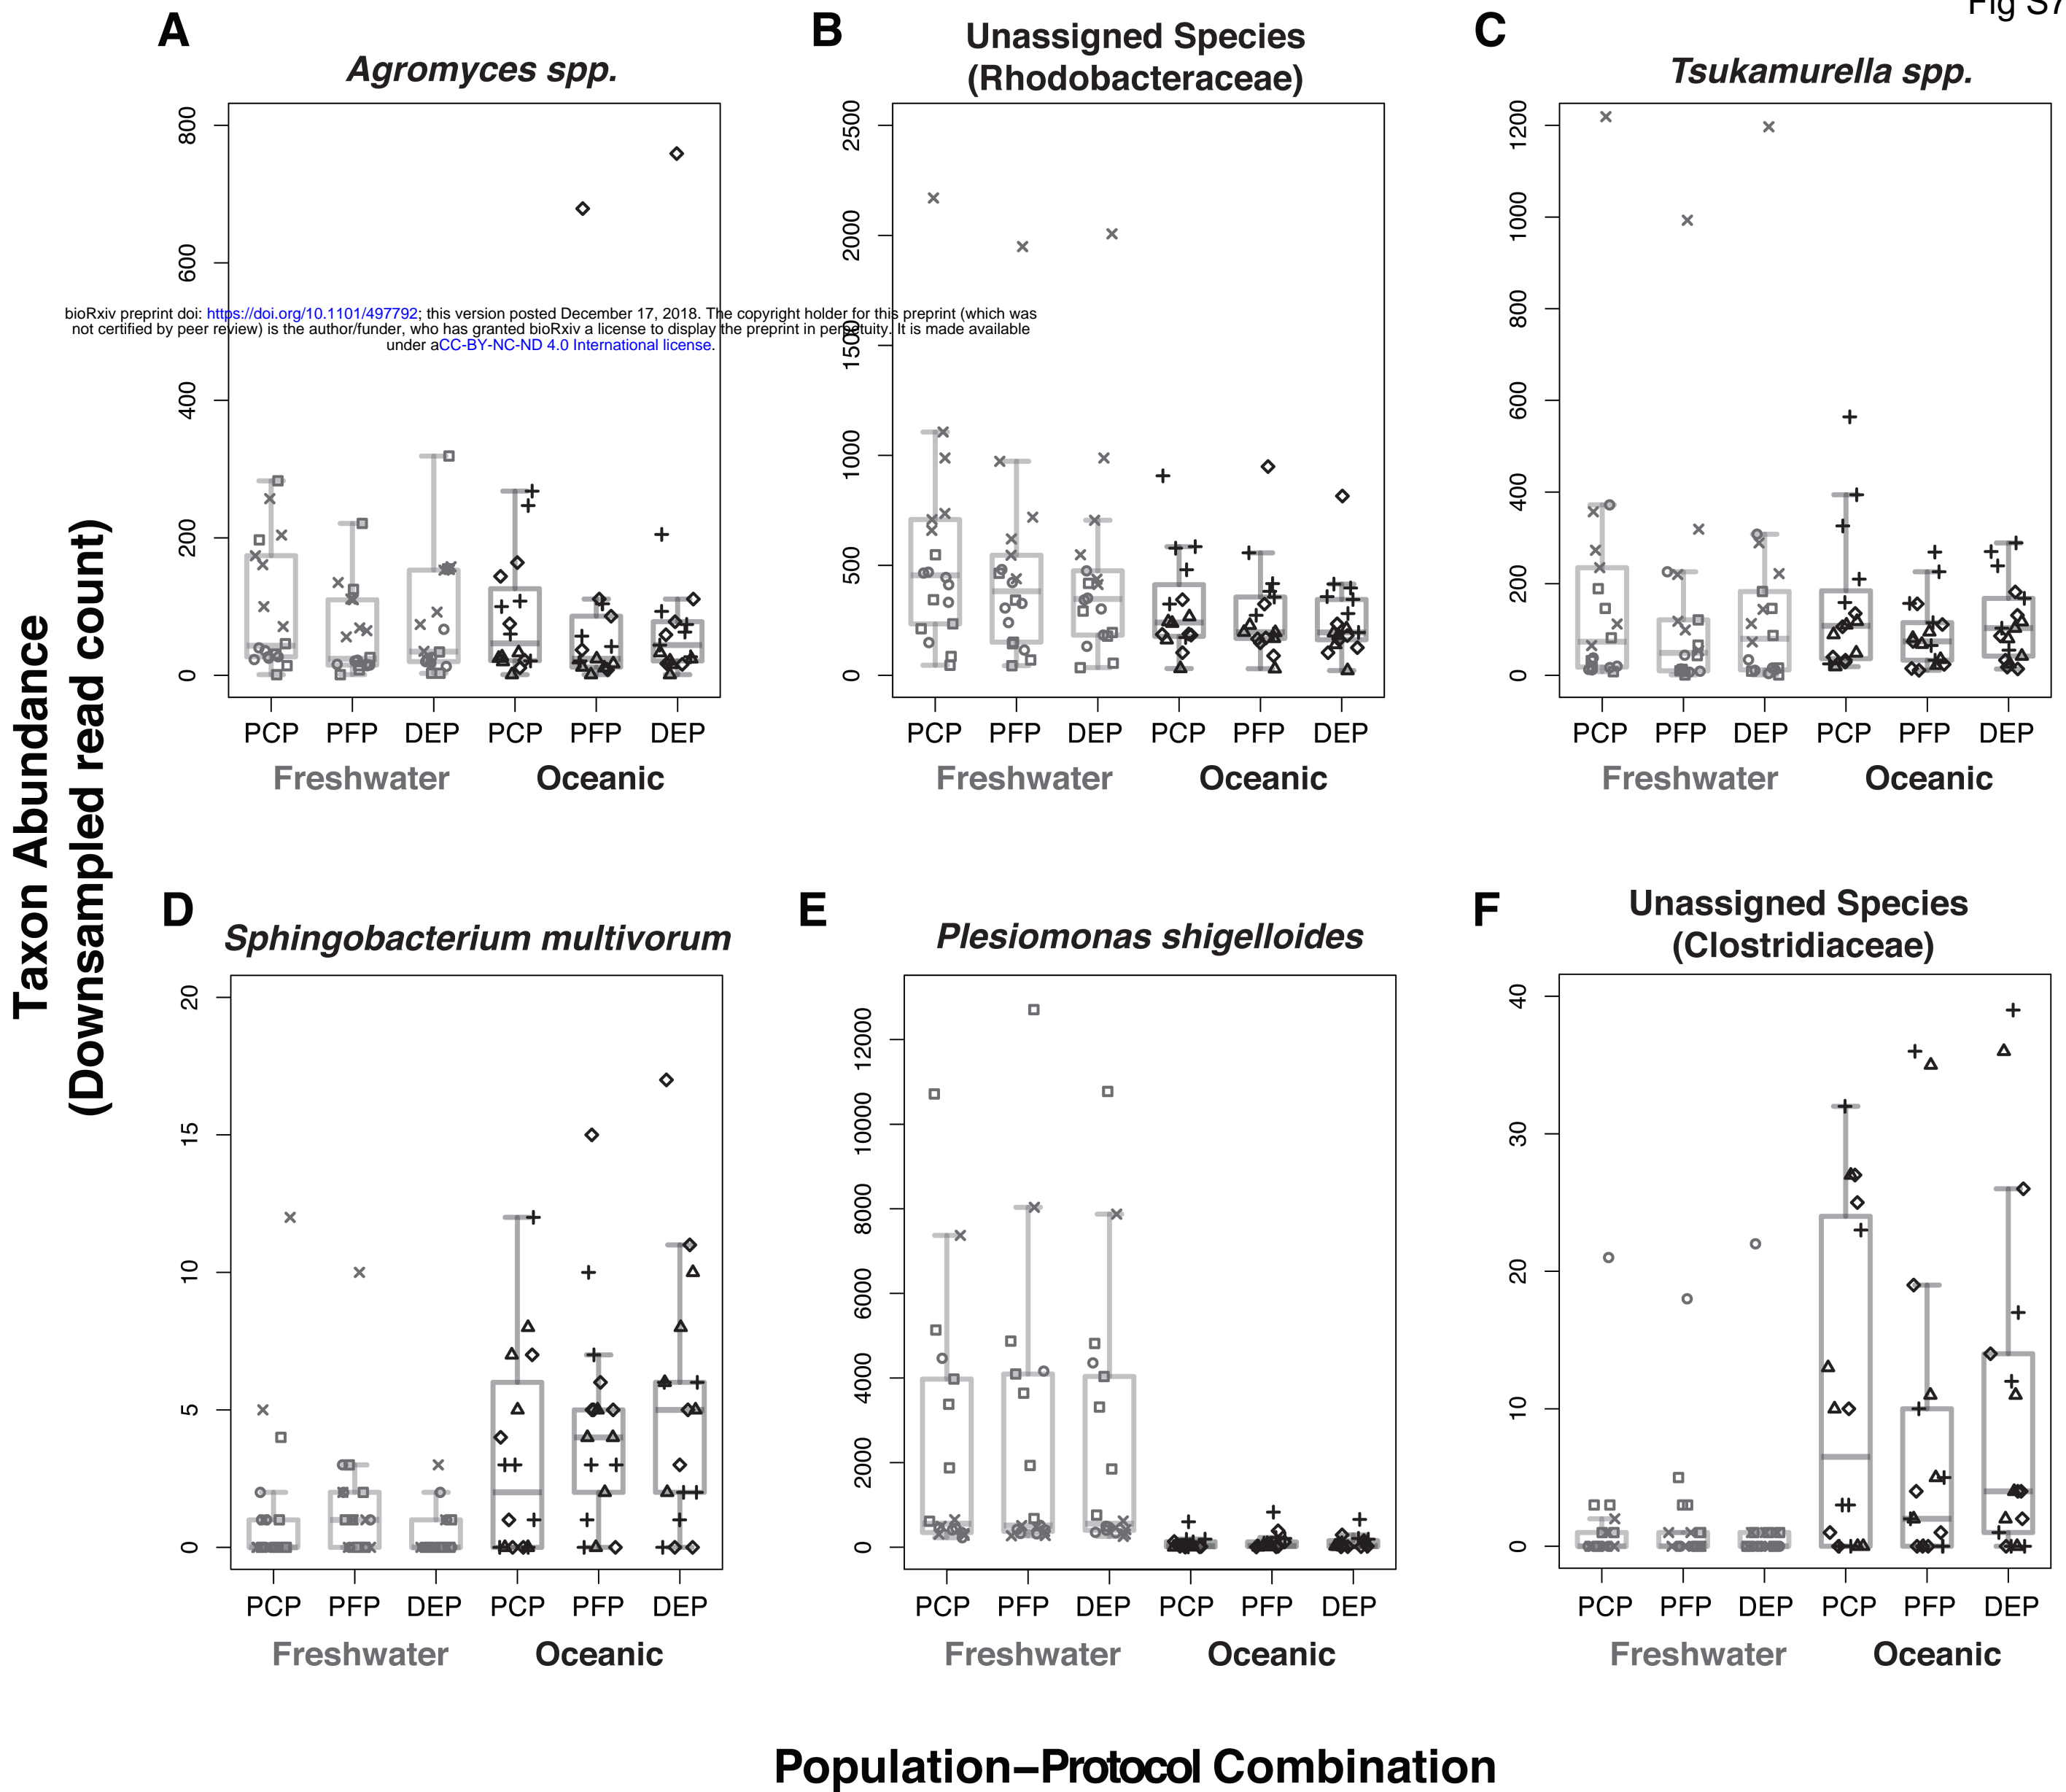 Fig S7
A
Agromyces spp.
B
Unassigned Species
(Rhodobacteraceae)
C
Tsukamurella spp.
Taxon Abundance
(Downsampled read count)
0
200
400
600
800
PCP PFP DEP PCP PFP DEP
Freshwater Oceanic
0
500
1000
1500
2000
2500
PCP PFP DEP PCP PFP DEP
Freshwater Oceanic
0
200
400
600
800
1000
1200
PCP PFP DEP PCP PFP DEP
Freshwater Oceanic
bioRxiv preprint doi: https://doi.org/10.1101/497792; this version posted December 17, 2018. The copyright holder for this preprint (which was
not certified by peer review) is the author/funder, who has granted bioRxiv a license to display the preprint in perpetuity. It is made available
under aCC-BY-NC-ND 4.0 International license.
D
Sphingobacterium multivorum
E
Plesiomonas shigelloides
F
Unassigned Species
(Clostridiaceae)
0
5
10
15
20
PCP PFP DEP PCP PFP DEP
Freshwater Oceanic
0
2000
4000
6000
8000
10000
12000
PCP PFP DEP PCP PFP DEP
Freshwater Oceanic
0
10
20
30
40
PCP PFP DEP PCP PFP DEP
Freshwater Oceanic
Population−Protocol Combination